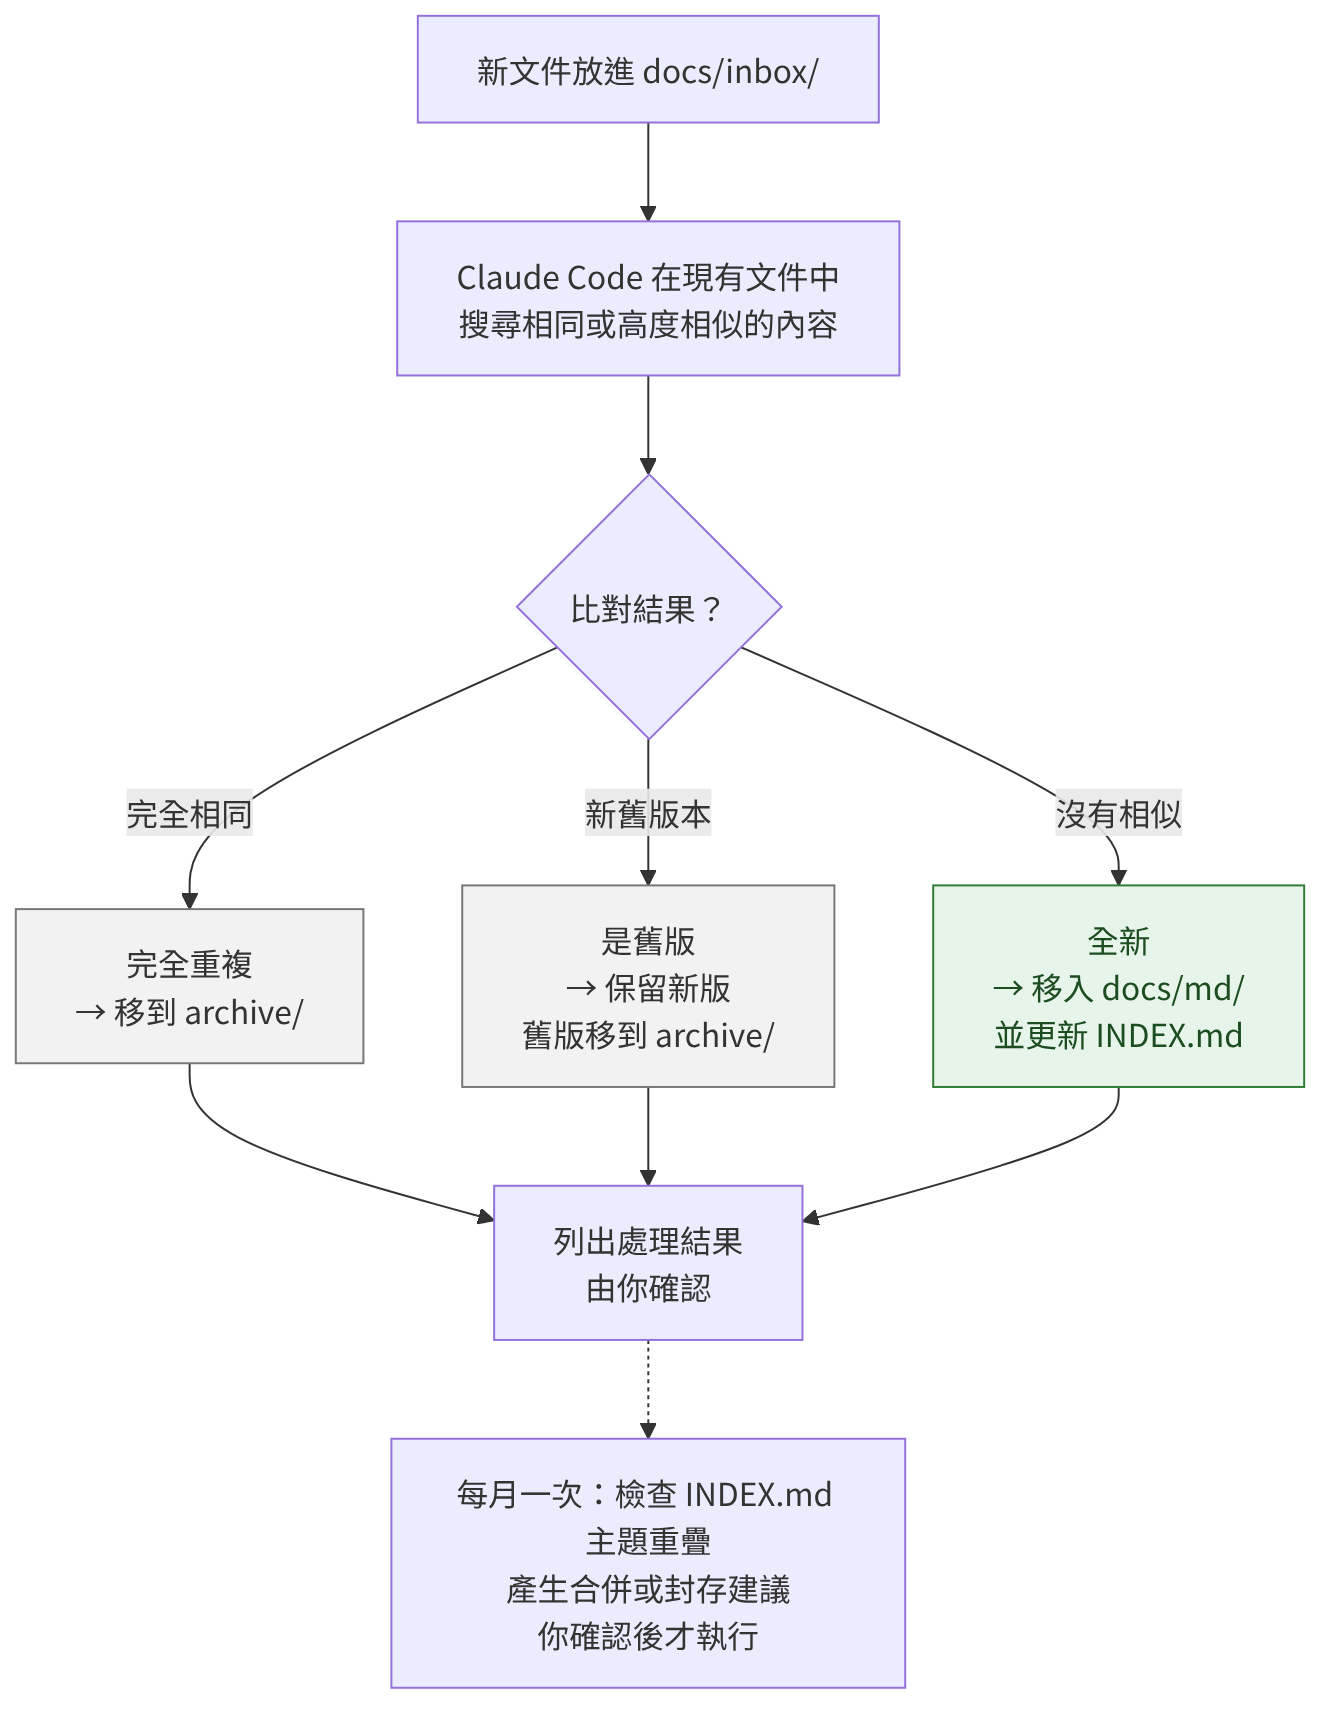 新文件放進 docs/inbox/
Claude Code 在現有文件中
搜尋相同或高度相似的內容
比對結果？
完全相同
新舊版本
沒有相似
完全重複
→ 移到 archive/
是舊版
→ 保留新版
舊版移到 archive/
全新
→ 移入 docs/md/
並更新 INDEX.md
列出處理結果
由你確認
每月一次：檢查 INDEX.md
主題重疊
產生合併或封存建議
你確認後才執行